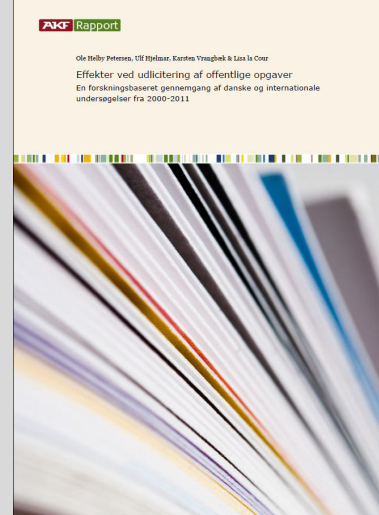 AKF Rapport
Ole Helby Petersen, Ulf Hjelmar, Karsten Vrangbæk & Lisa la Cour
Effekter ved udlicitering af offentlige opgaver
En forskningsbaseret gennemgang af danske og internationale
undersøgelser fra 2000-2011